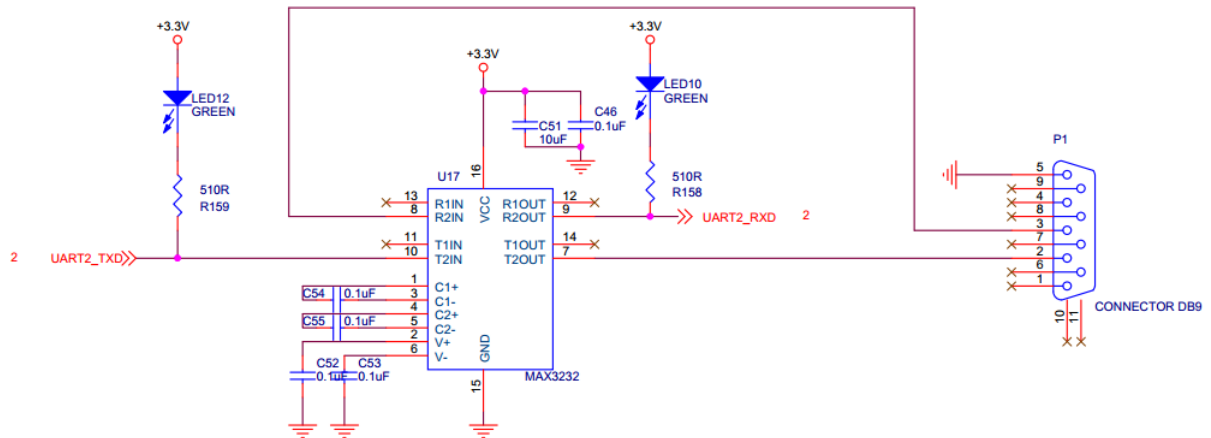 +3.3V
LED12
GREEN
510R
R159
2
UART2_TXD
+3.3V
C51
10uF
C46
0.1uF
+3.3V
LED10
GREEN
510R
R158
UART2_RXD
2
U17
16
VCC
13
R1IN
8
R2IN
11
T1IN
10
T2IN
1
C1+
3
C1-
4
C2+
5
C2-
2
V+
6
V-
R1OUT
12
R2OUT
9
T1OUT
14
T2OUT
7
GND
15
MAX3232
C54
0.1uF
C55
0.1uF
C52
0.1uF
C53
0.1uF
P1
5
9
4
8
3
7
2
6
1
10
11
CONNECTOR DB9